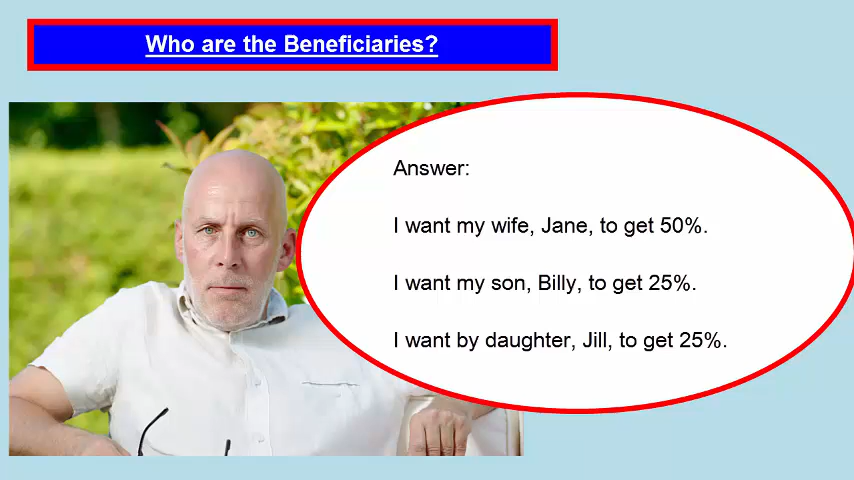 Who are the Beneficiaries?
Answer:
I want my wife, Jane, to get 50%.
I want my son, Billy, to get 25%.
I want by daughter, Jill, to get 25%.